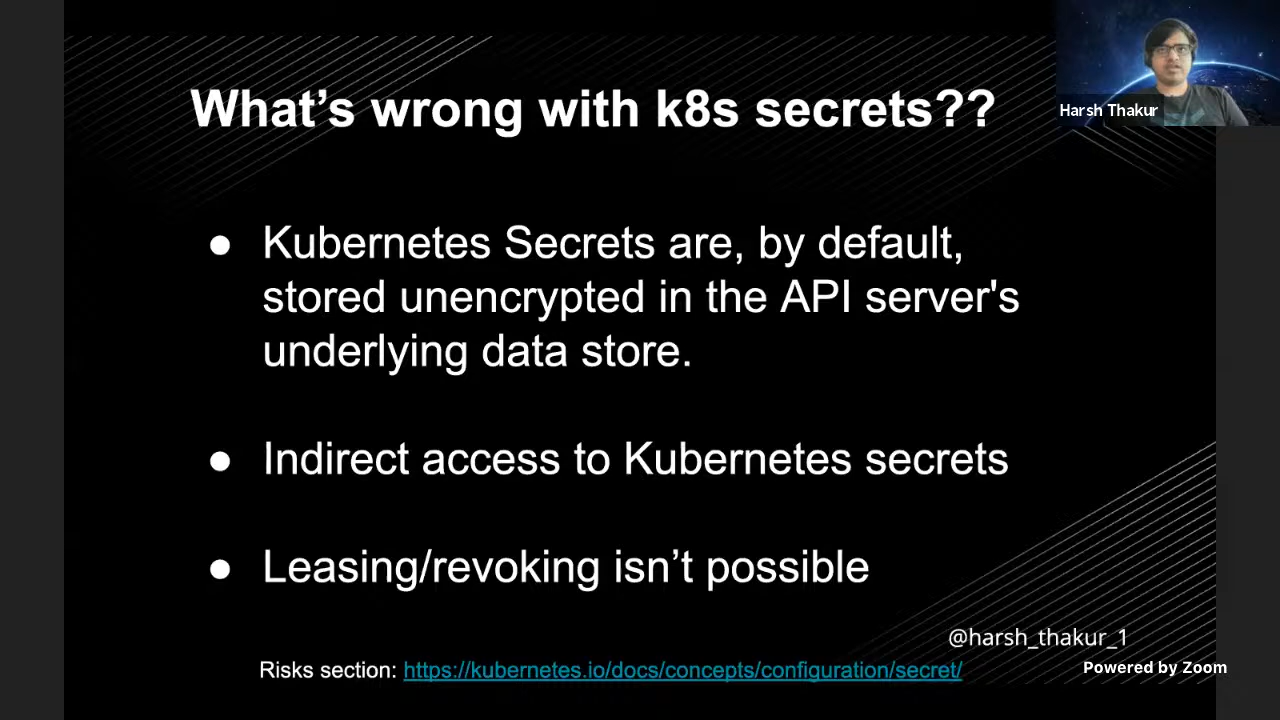 What's wrong with k8s secrets??
Harsh Thakur
● Kubernetes Secrets are, by default,
stored unencrypted in the API server's
underlying data store.
● Indirect access to Kubernetes secrets
● Leasing/revoking isn't possible
@harsh_thakur_1
Risks section: https://kubernetes.io/docs/concepts/configuration/secret/
Powered by Zoom